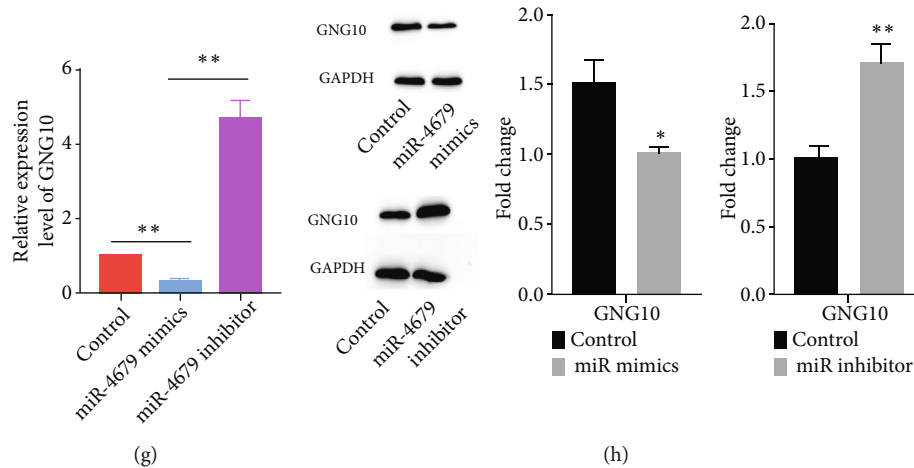 Relative expression
level of GNG10
6
4
2
0
**
**
Control
miR-4679 mimics
miR-4679 inhibitor
(g)
GNG10
GAPDH
Control
miR-4679
mimics
GNG10
GAPDH
Control
miR-4679
inhibitor
Fold change
2.0
1.5
1.0
0.5
0.0
*
GNG10
Control
miR mimics
Fold change
2.0
1.5
1.0
0.5
0.0
**
GNG10
Control
miR inhibitor
(h)